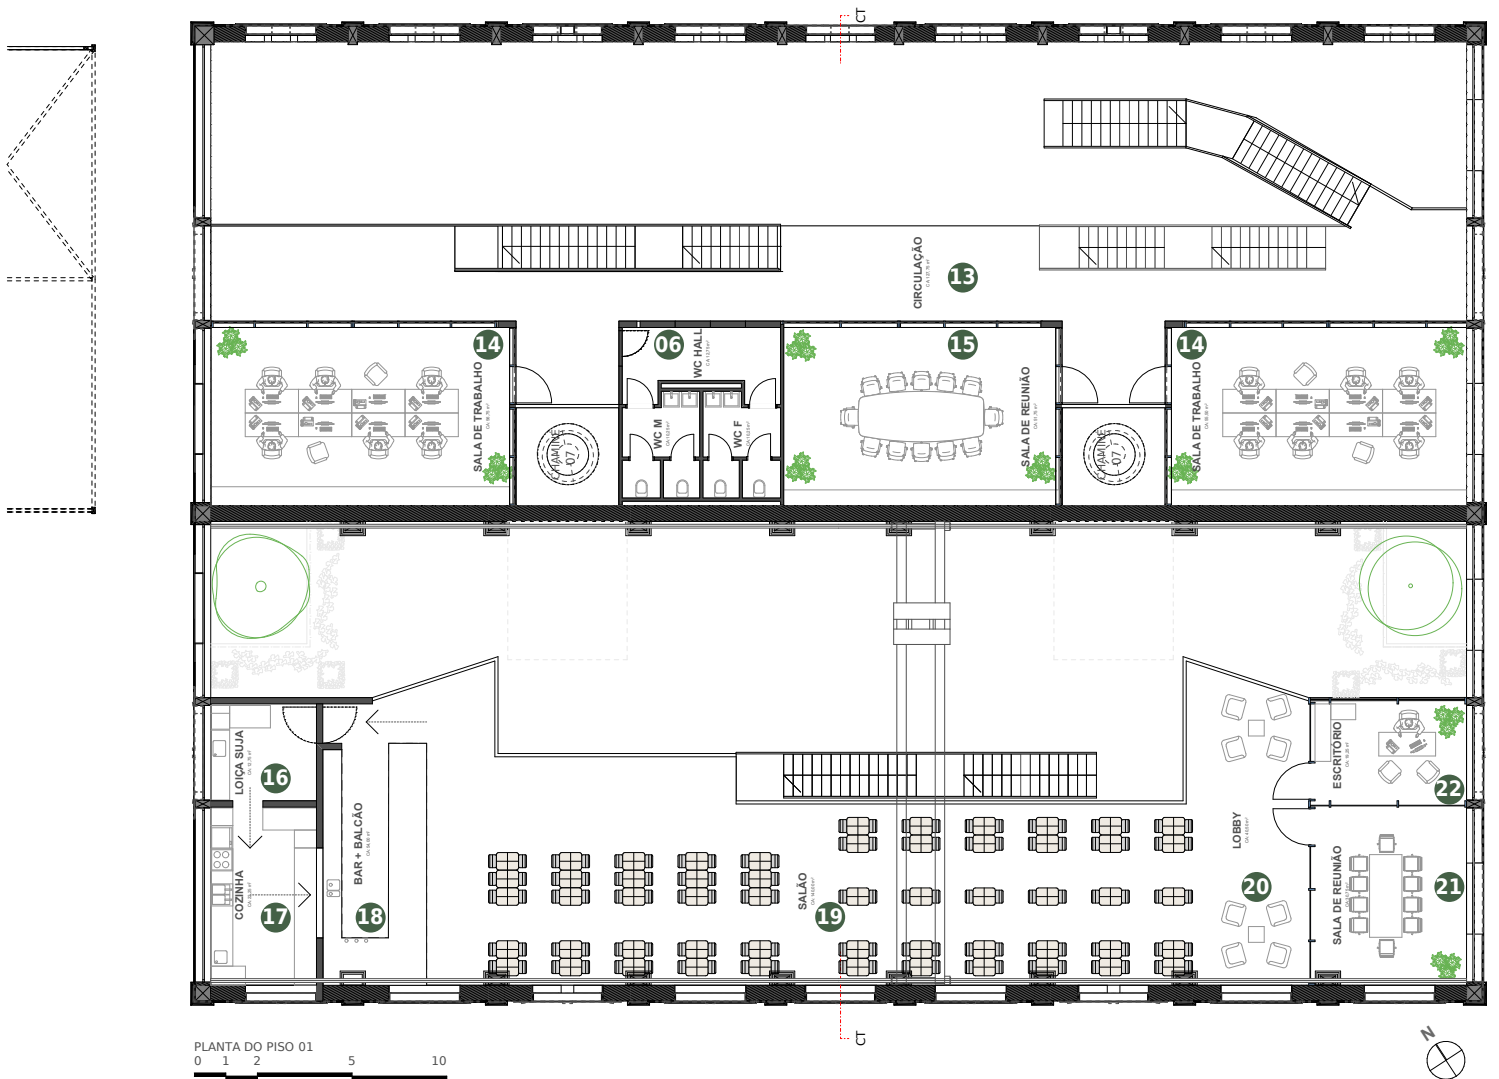 CT
CIRCULAÇÃO
13
14
SALA DE TRABALHO
06
WC HALL
15
SALA DE REUNIÃO
14
SALA DE TRABALHO
CHAMINÉ
07
WC M
WC F
CHAMINÉ
07
LOIÇA SUJA
16
ESCRITÓRIO
22
BAR + BALCÃO
18
COZINHA
17
SALÃO
19
LOBBY
20
SALA DE REUNIÃO
21
CT
N
PLANTA DO PISO 01
0 1 2 5 10